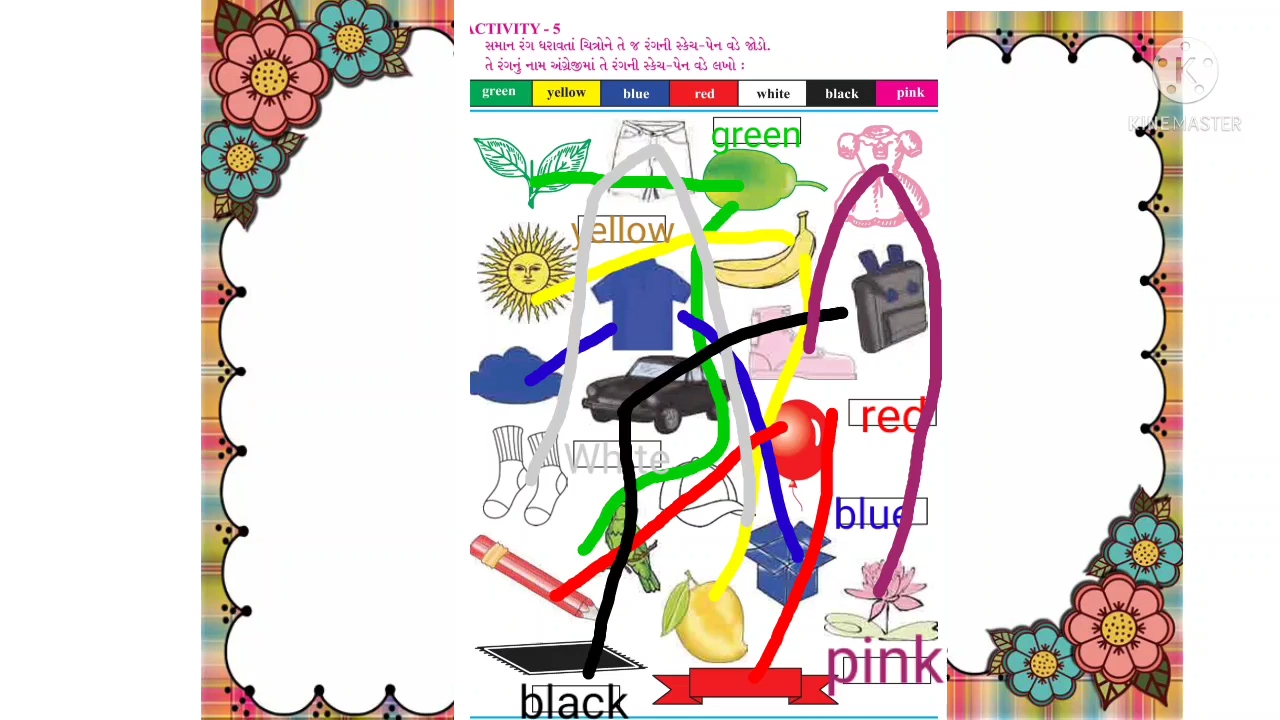 ACTIVITY - 5
સમાન રંગ ધરાવતાં ચિત્રોને તે જ રંગની સ્કેચ-પેન વડે જોડો.
તે રંગનું નામ અંગ્રેજીમાં તે રંગની સ્કેચ-પેન વડે લખો :
green yellow blue red white black pink
green
yellow
red
White
blue
pink
black
K
KINEMASTER